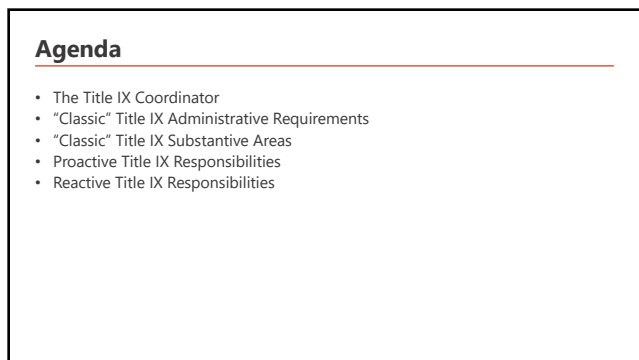 Agenda
• The Title IX Coordinator
• “Classic” Title IX Administrative Requirements
• “Classic” Title IX Substantive Areas
• Proactive Title IX Responsibilities
• Reactive Title IX Responsibilities